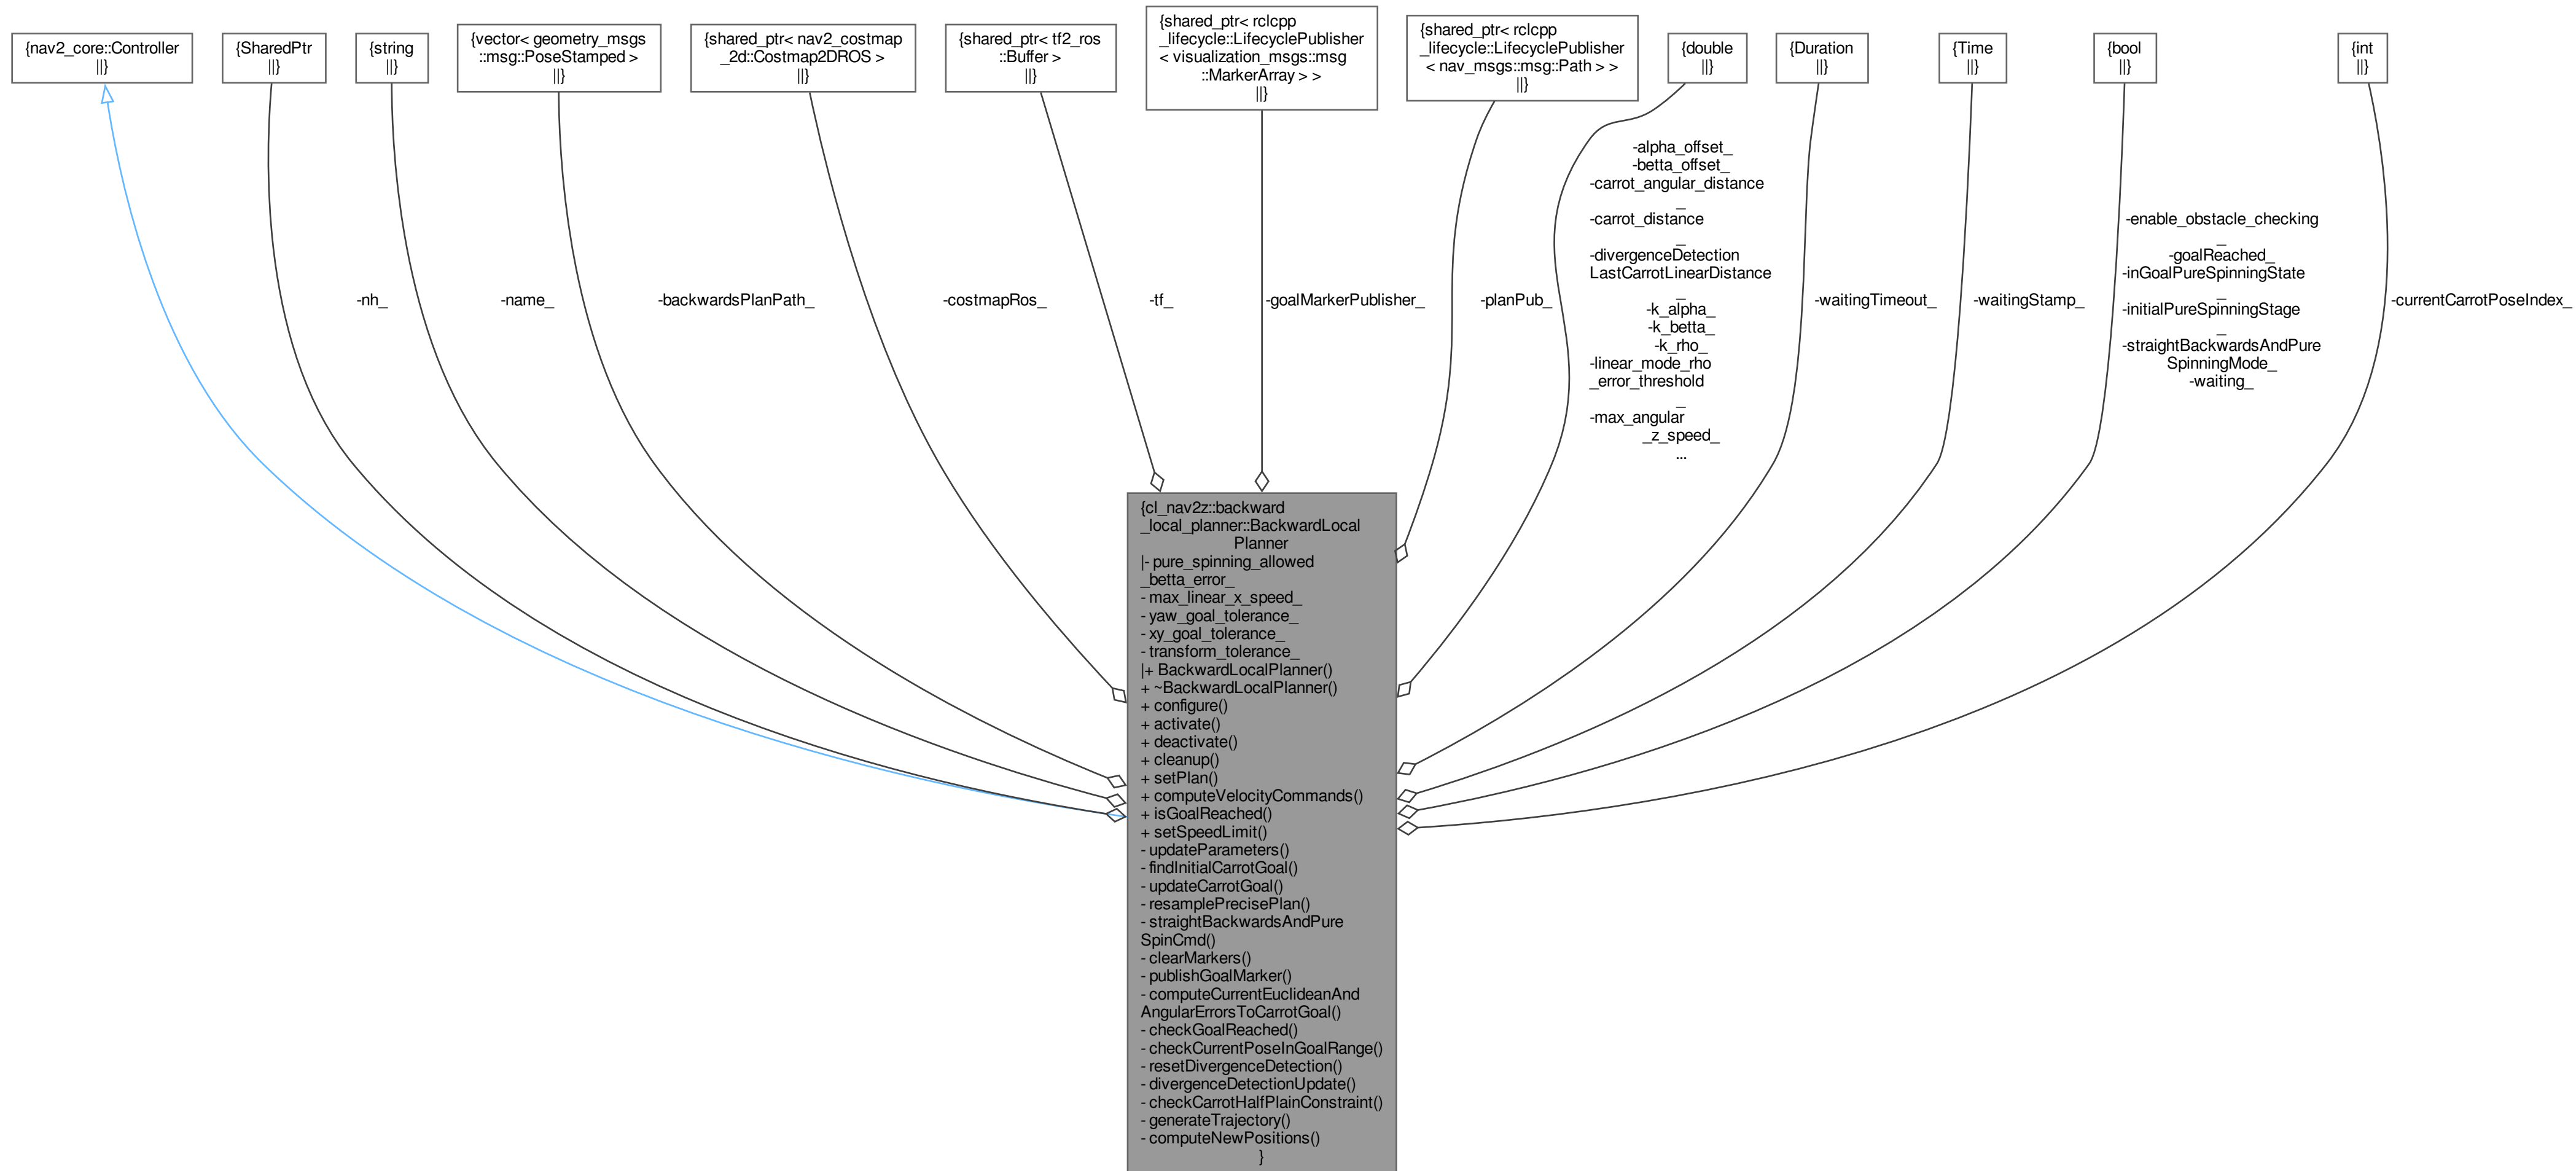 {nav2_core::Controller
||}
{SharedPtr
||}
{string
||}
{vector< geometry_msgs
::msg::PoseStamped >
||}
{shared_ptr< nav2_costmap
_2d::Costmap2DROS >
||}
{shared_ptr< tf2_ros
::Buffer >
||}
{shared_ptr< rclcpp
_lifecycle::LifecyclePublisher
< visualization_msgs::msg
::MarkerArray > >
||}
{shared_ptr< rclcpp
_lifecycle::LifecyclePublisher
< nav_msgs::msg::Path > >
||}
{double
||}
{Duration
||}
{Time
||}
{bool
||}
{int
||}
-nh_
-name_
-backwardsPlanPath_
-costmapRos_
-tf_
-goalMarkerPublisher_
-planPub_
-alpha_offset_
-betta_offset_
-carrot_angular_distance
_
-carrot_distance
_
-divergenceDetection
LastCarrotLinearDistance
_
-k_alpha_
-k_betta_
-k_rho_
-linear_mode_rho
_error_threshold
_
-max_angular
_z_speed_
...
-waitingTimeout_
-waitingStamp_
-enable_obstacle_checking
_
-goalReached_
-inGoalPureSpinningState
_
-initialPureSpinningStage
_
-straightBackwardsAndPure
SpinningMode_
-waiting_
-currentCarrotPoseIndex_
{cl_nav2z::backward
_local_planner::BackwardLocal
Planner
|- pure_spinning_allowed
_betta_error_
- max_linear_x_speed_
- yaw_goal_tolerance_
- xy_goal_tolerance_
- transform_tolerance_
|+ BackwardLocalPlanner()
+ ~BackwardLocalPlanner()
+ configure()
+ activate()
+ deactivate()
+ cleanup()
+ setPlan()
+ computeVelocityCommands()
+ isGoalReached()
+ setSpeedLimit()
- updateParameters()
- findInitialCarrotGoal()
- updateCarrotGoal()
- resamplePrecisePlan()
- straightBackwardsAndPure
SpinCmd()
- clearMarkers()
- publishGoalMarker()
- computeCurrentEuclideanAnd
AngularErrorsToCarrotGoal()
- checkGoalReached()
- checkCurrentPoseInGoalRange()
- resetDivergenceDetection()
- divergenceDetectionUpdate()
- checkCarrotHalfPlainConstraint()
- generateTrajectory()
- computeNewPositions()
}